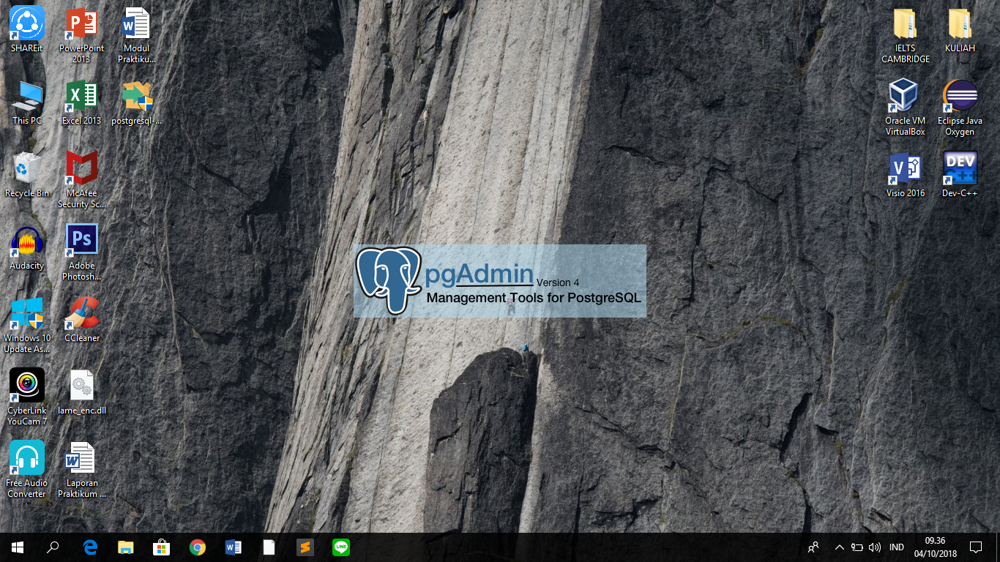 SHAREit
PowerPoint
2013
Modul
Praktiku...
This PC
Excel 2013
postgresql-...
Recycle Bin
McAfee
Security Sc...
Audacity
Ps
Adobe
Photosh...
Windows 10
Update As...
CCleaner
CyberLink
YouCam 7
lame_enc.dll
Free Audio
Converter
Laporan
Praktikum ...
pgAdmin Version 4
Management Tools for PostgreSQL
IELTS
CAMBRIDGE
KULIAH
Oracle VM
VirtualBox
Eclipse Java
Oxygen
Visio 2016
DEV
C++
Dev-C++
LINE
IND
09.36
04/10/2018